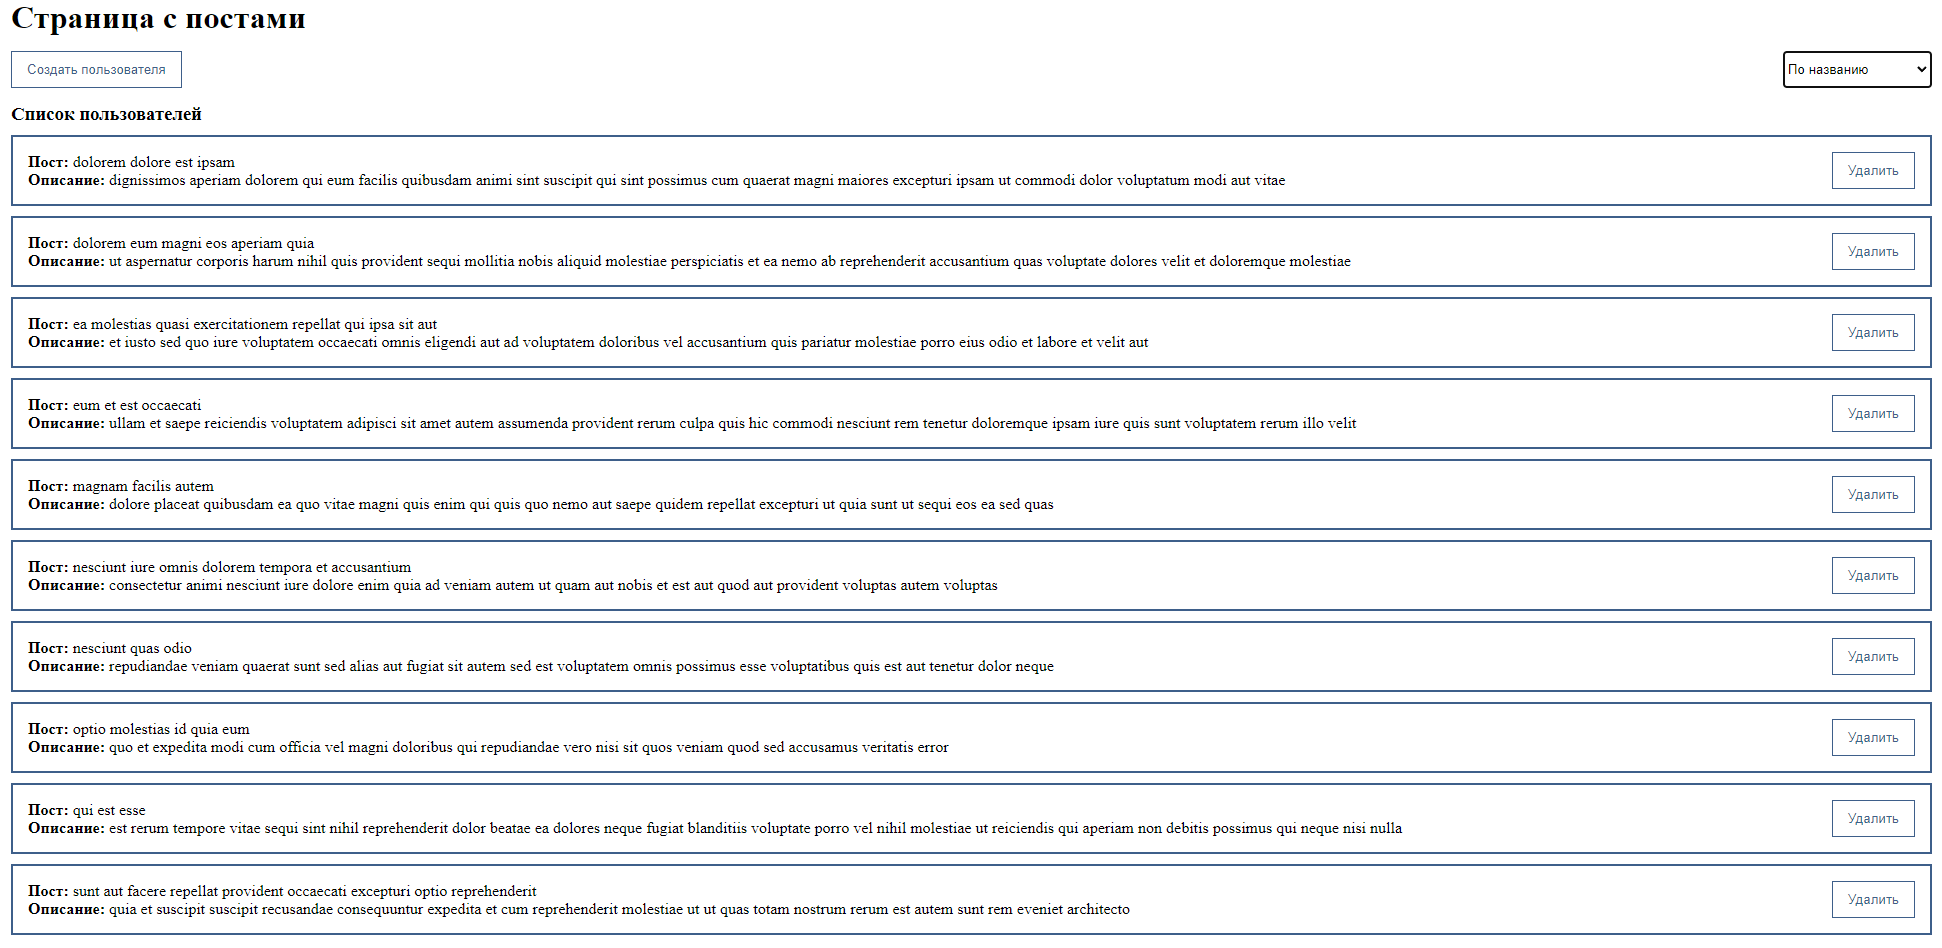 Страница с постами
Создать пользователя
По названию
Список пользователей
Пост: dolorem dolore est ipsam
Описание: dignissimos aperiam dolorem qui eum facilis quibusdam animi sint suscipit qui sint possimus cum quaerat magni maiores excepturi ipsam ut commodi dolor voluptatum modi aut vitae
Удалить
Пост: dolorem eum magni eos aperiam quia
Описание: ut aspernatur corporis harum nihil quis provident sequi mollitia nobis aliquid molestiae perspiciatis et ea nemo ab reprehenderit accusantium quas voluptate dolores velit et doloremque molestiae
Удалить
Пост: ea molestias quasi exercitationem repellat qui ipsa sit aut
Описание: et iusto sed quo iure voluptatem occaecati omnis eligendi aut ad voluptatem doloribus vel accusantium quis pariatur molestiae porro eius odio et labore et velit aut
Удалить
Пост: eum et est occaecati
Описание: ullam et saepe reiciendis voluptatem adipisci sit amet autem assumenda provident rerum culpa quis hic commodi nesciunt rem tenetur doloremque ipsam iure quis sunt voluptatem rerum illo velit
Удалить
Пост: magnam facilis autem
Описание: dolore placeat quibusdam ea quo vitae magni quis enim qui quis quo nemo aut saepe quidem repellat excepturi ut quia sunt ut sequi eos ea sed quas
Удалить
Пост: nesciunt iure omnis dolorem tempora et accusantium
Описание: consectetur animi nesciunt iure dolore enim quia ad veniam autem ut quam aut nobis et est aut quod aut provident voluptas autem voluptas
Удалить
Пост: nesciunt quas odio
Описание: repudiandae veniam quaerat sunt sed alias aut fugiat sit autem sed est voluptatem omnis possimus esse voluptatibus quis est aut tenetur dolor neque
Удалить
Пост: optio molestias id quia eum
Описание: quo et expedita modi cum officia vel magni doloribus qui repudiandae vero nisi sit quos veniam quod sed accusamus veritatis error
Удалить
Пост: qui est esse
Описание: est rerum tempore vitae sequi sint nihil reprehenderit dolor beatae ea dolores neque fugiat blanditiis voluptate porro vel nihil molestiae ut reiciendis qui aperiam non debitis possimus qui neque nisi nulla
Удалить
Пост: sunt aut facere repellat provident occaecati excepturi optio reprehenderit
Описание: quia et suscipit suscipit recusandae consequuntur expedita et cum reprehenderit molestiae ut ut quas totam nostrum rerum est autem sunt rem eveniet architecto
Удалить